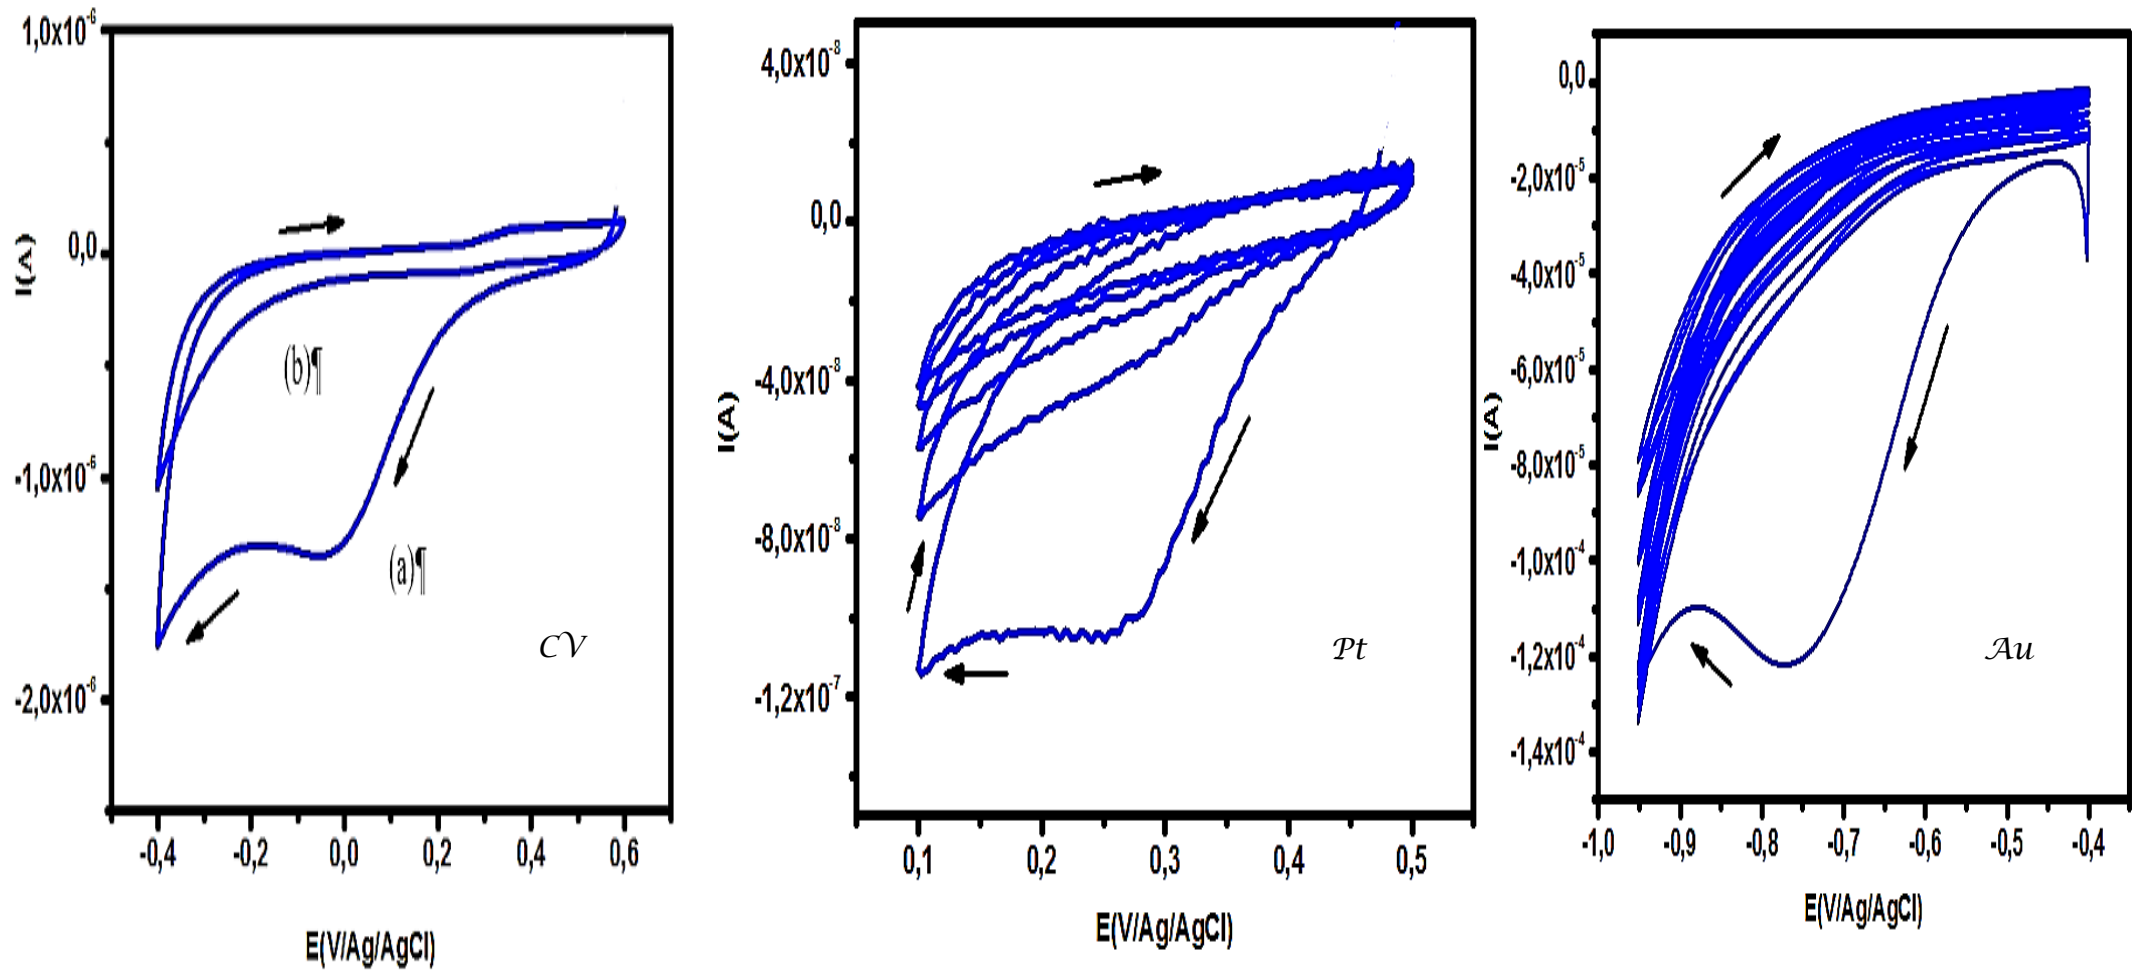 1,0x10⁻⁶
0,0
-1,0x10⁻⁶
-2,0x10⁻⁶
I(A)
(b)¶
(a)¶
CV
-0,4 -0,2 0,0 0,2 0,4 0,6
E(V/Ag/AgCl)
4,0x10⁻⁸
0,0
-4,0x10⁻⁸
-8,0x10⁻⁸
-1,2x10⁻⁷
I(A)
Pt
0,1 0,2 0,3 0,4 0,5
E(V/Ag/AgCl)
0,0
-2,0x10⁻⁵
-4,0x10⁻⁵
-6,0x10⁻⁵
-8,0x10⁻⁵
-1,0x10⁻⁴
-1,2x10⁻⁴
-1,4x10⁻⁴
I(A)
Au
-1,0 -0,9 -0,8 -0,7 -0,6 -0,5 -0,4
E(V/Ag/AgCl)